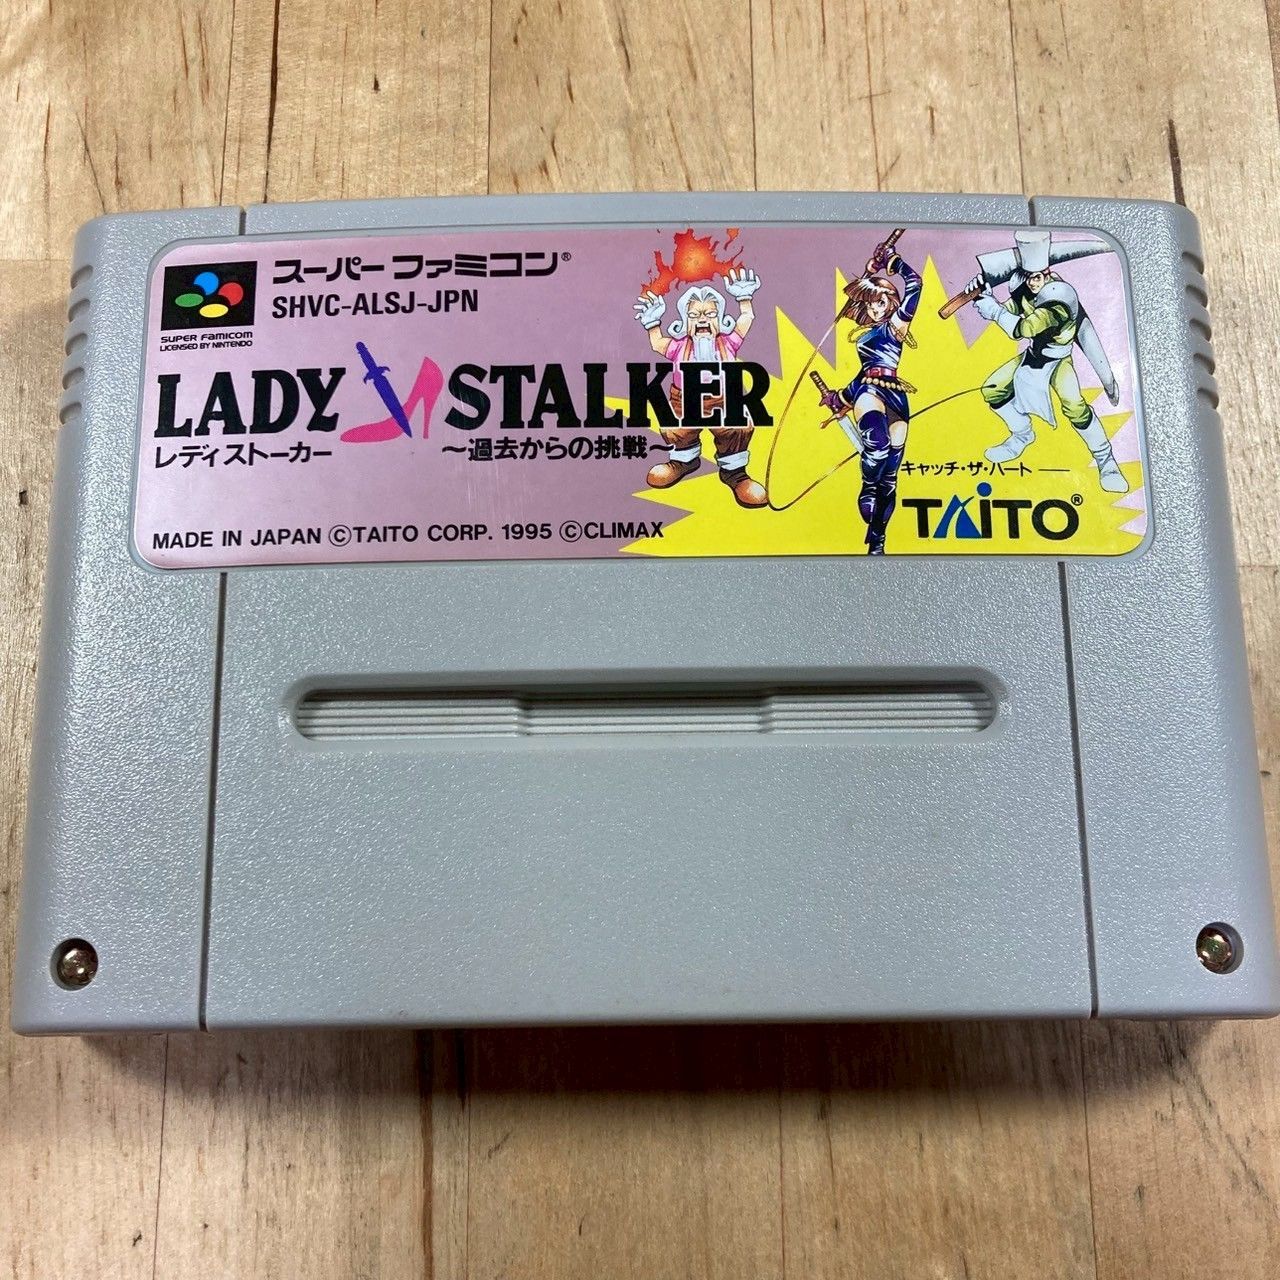 スーパーファミコン®
SHVC-ALSJ-JPN
SUPER FAMICOM
LICENSED BY NINTENDO
LADY STALKER
レディストーカー
～過去からの挑戦～
キャッチ・ザ・ハート
TAITO®
MADE IN JAPAN ©TAITO CORP. 1995 ©CLIMAX